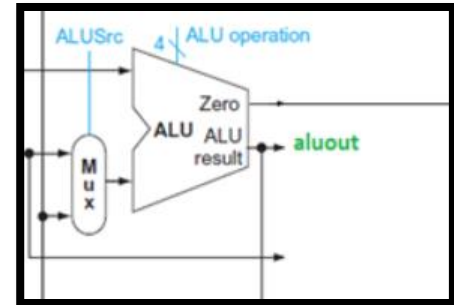 ALUSrc
4 ALU operation
Zero
ALU ALU
result
aluout
M
u
x